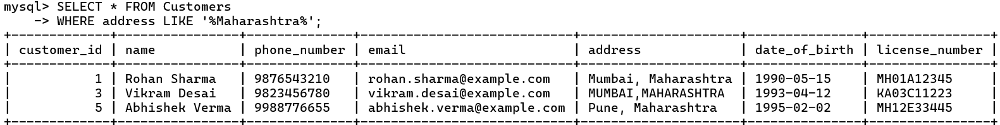 mysql> SELECT * FROM Customers
    -> WHERE address LIKE '%Maharashtra%';
+-------------+----------------+--------------+-----------------------------+----------------------+---------------+----------------+
| customer_id | name           | phone_number | email                       | address             | date_of_birth | license_number |
+-------------+----------------+--------------+-----------------------------+----------------------+---------------+----------------+
|           1 | Rohan Sharma   | 9876543210   | rohan.sharma@example.com    | Mumbai, Maharashtra | 1990-05-15    | MH01A12345     |
|           3 | Vikram Desai   | 9823456780   | vikram.desai@example.com    | MUMBAI,MAHARASHTRA  | 1993-04-12    | KA03C11223     |
|           5 | Abhishek Verma | 9988776655   | abhishek.verma@example.com | Pune, Maharashtra   | 1995-02-02    | MH12E33445     |
+-------------+----------------+--------------+-----------------------------+----------------------+---------------+----------------+